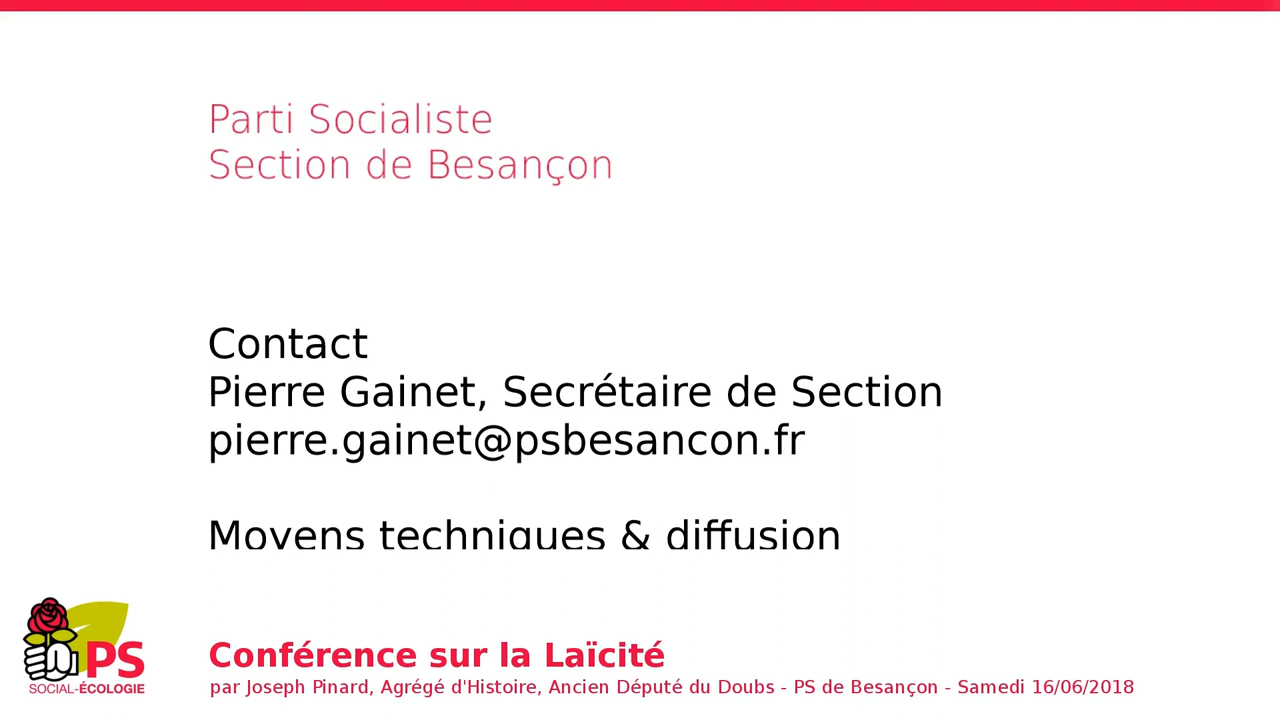 Parti Socialiste
Section de Besançon
Contact
Pierre Gainet, Secrétaire de Section
pierre.gainet@psbesancon.fr
Moyens techniques & diffusion
PS
SOCIAL-ÉCOLOGIE
Conférence sur la Laïcité
par Joseph Pinard, Agrégé d'Histoire, Ancien Député du Doubs - PS de Besançon - Samedi 16/06/2018